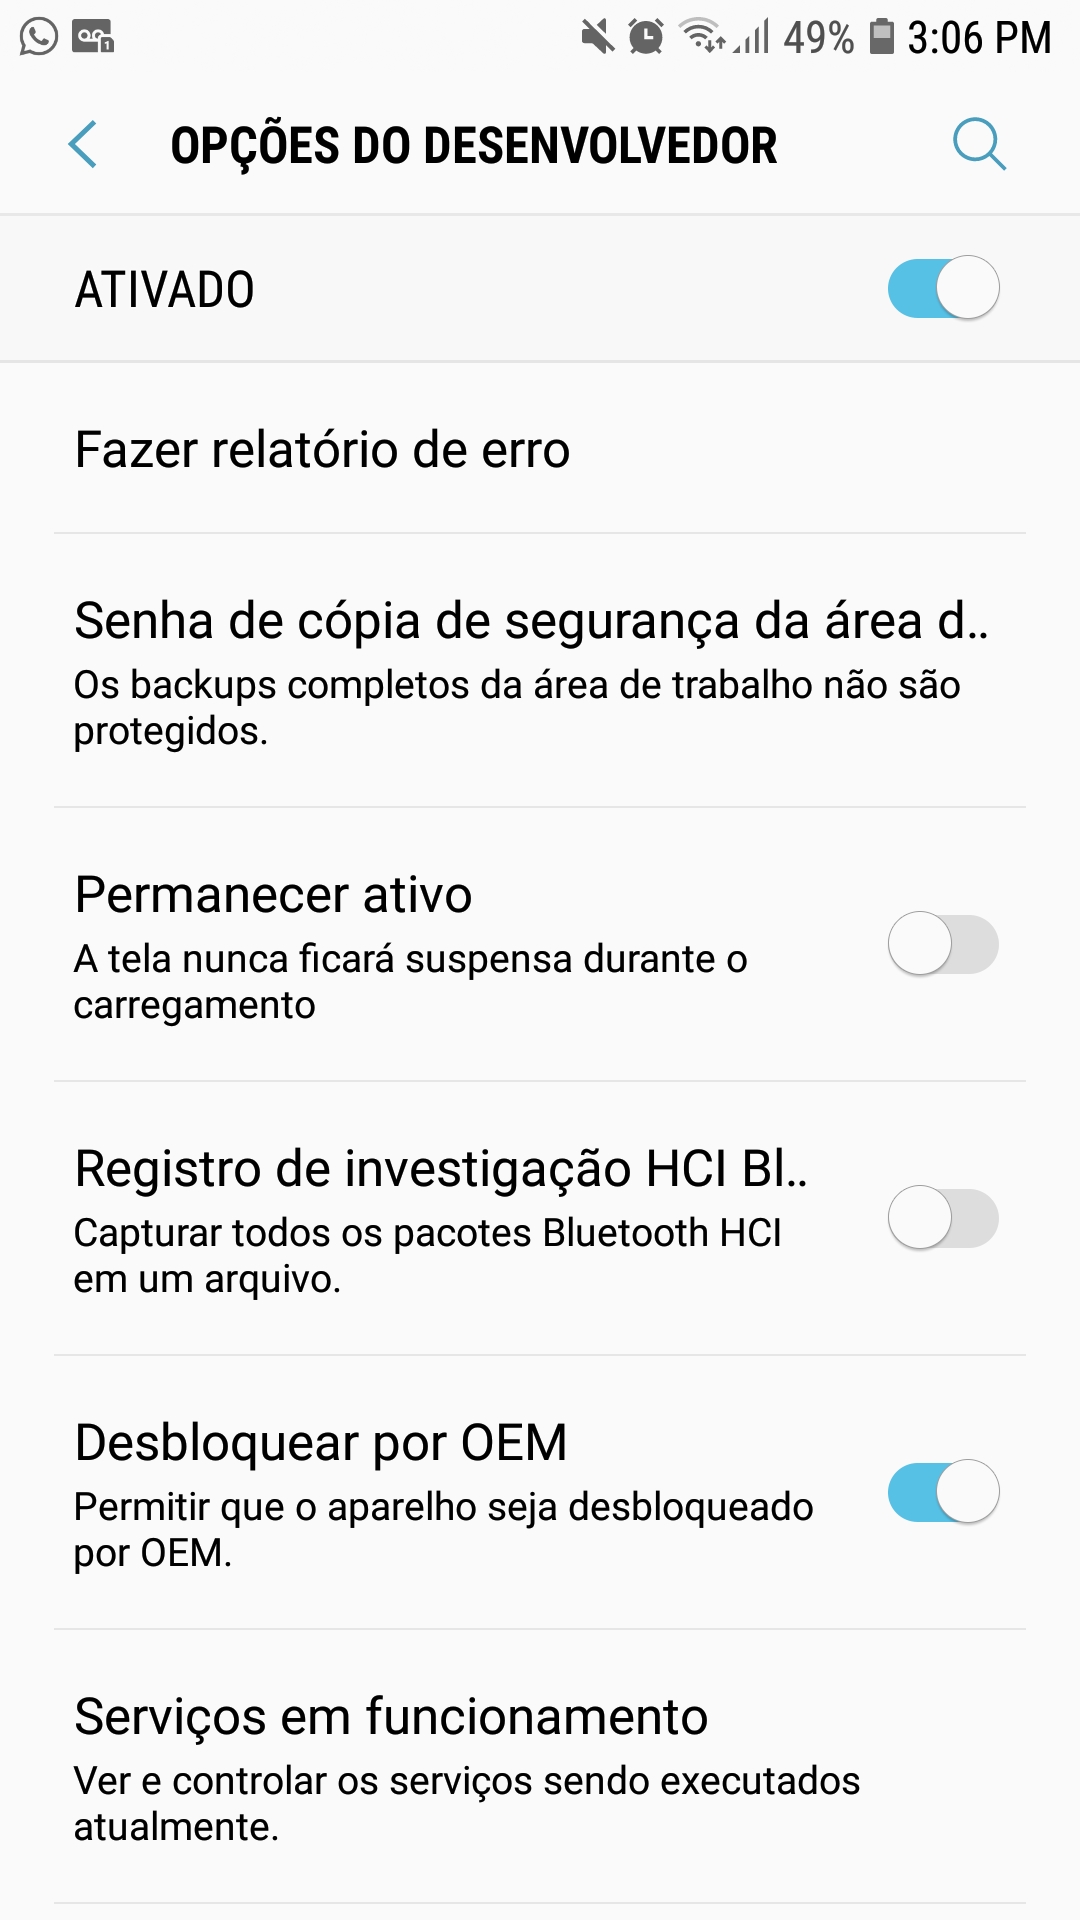 1
49% 3:06 PM
OPÇÕES DO DESENVOLVEDOR
ATIVADO
Fazer relatório de erro
Senha de cópia de segurança da área d..
Os backups completos da área de trabalho não são
protegidos.
Permanecer ativo
A tela nunca ficará suspensa durante o
carregamento
Registro de investigação HCI Bl..
Capturar todos os pacotes Bluetooth HCI
em um arquivo.
Desbloquear por OEM
Permitir que o aparelho seja desbloqueado
por OEM.
Serviços em funcionamento
Ver e controlar os serviços sendo executados
atualmente.